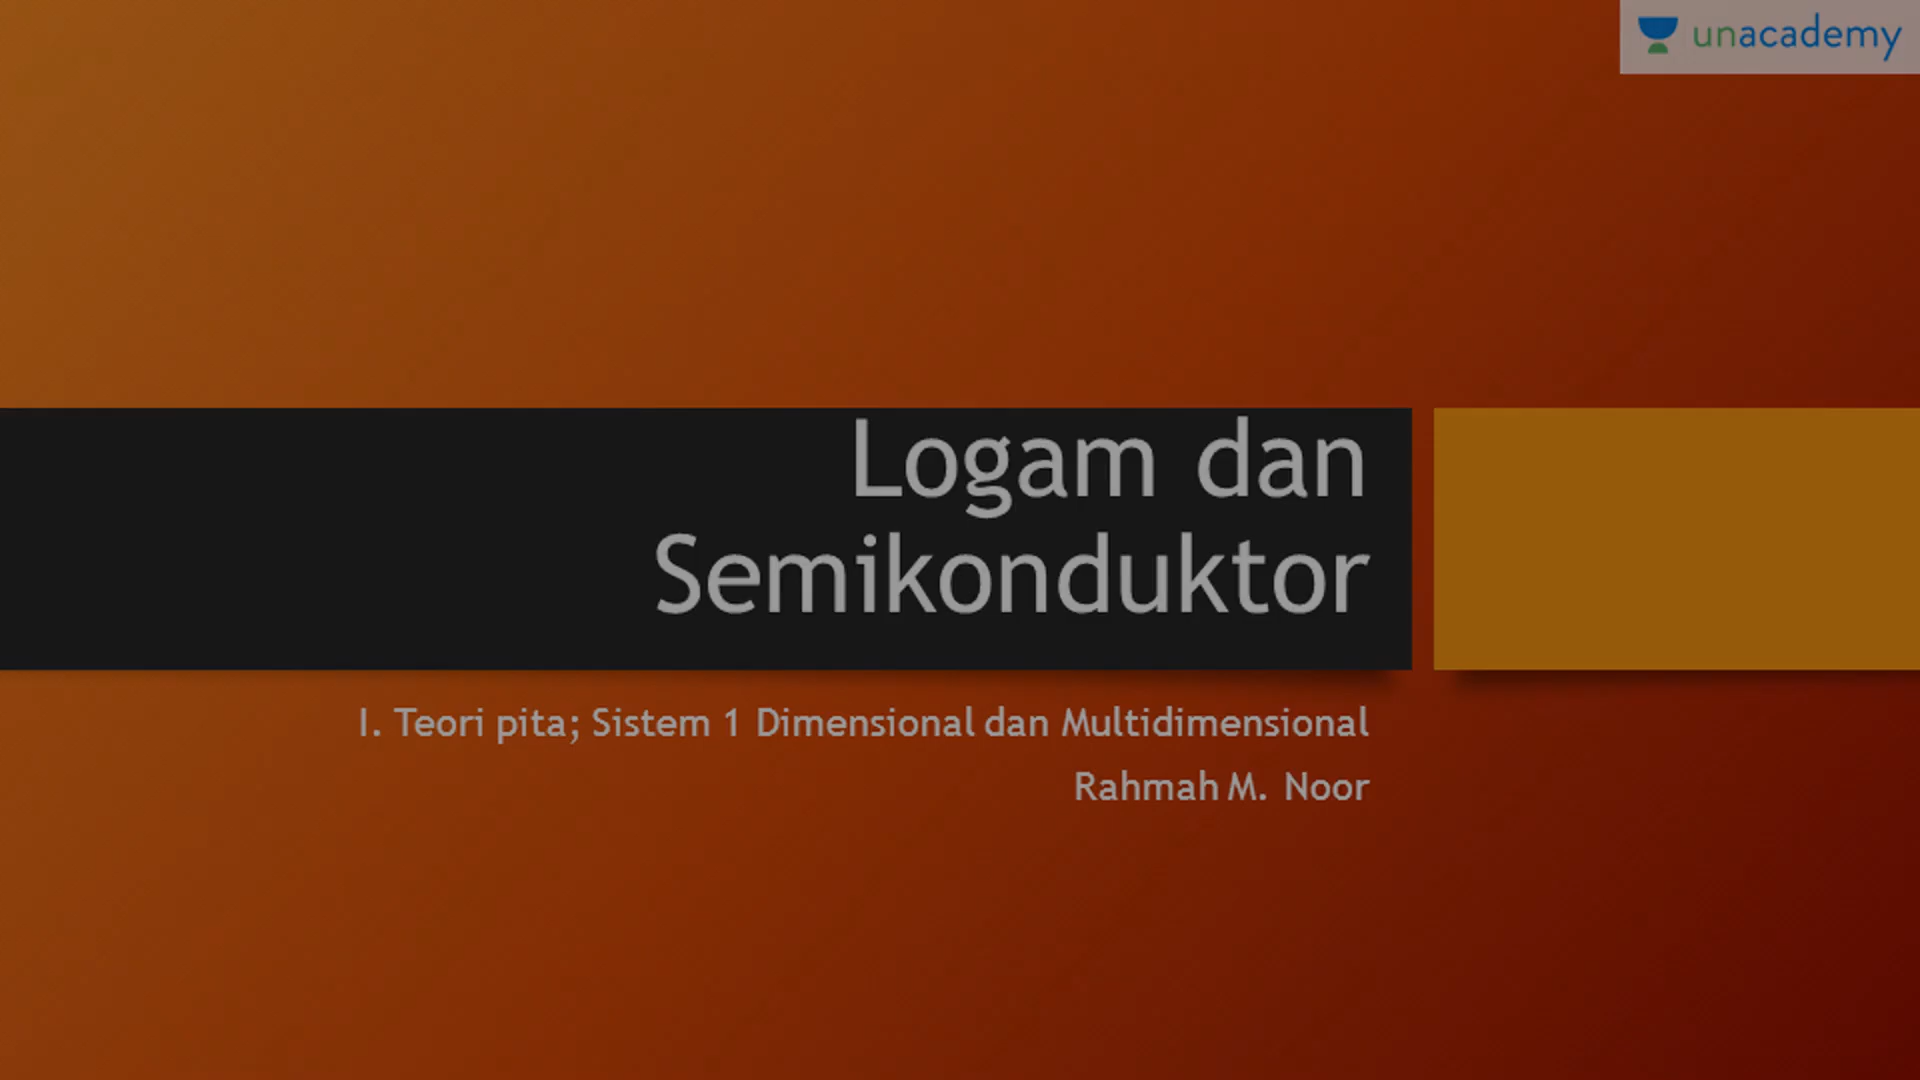 unacademy
Logam dan
Semikonduktor
I. Teori pita; Sistem 1 Dimensional dan Multidimensional
Rahmah M. Noor